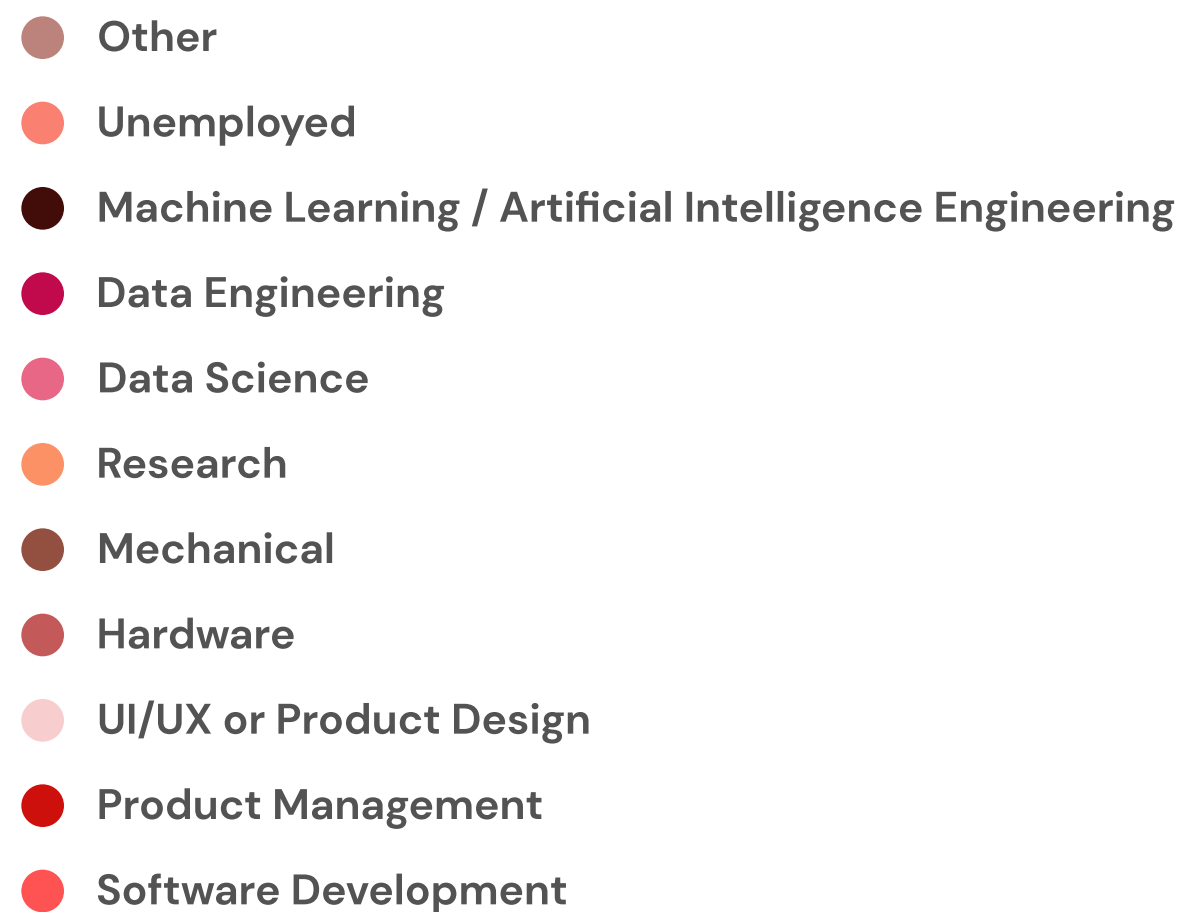 Other
Unemployed
Machine Learning / Artificial Intelligence Engineering
Data Engineering
Data Science
Research
Mechanical
Hardware
UI/UX or Product Design
Product Management
Software Development